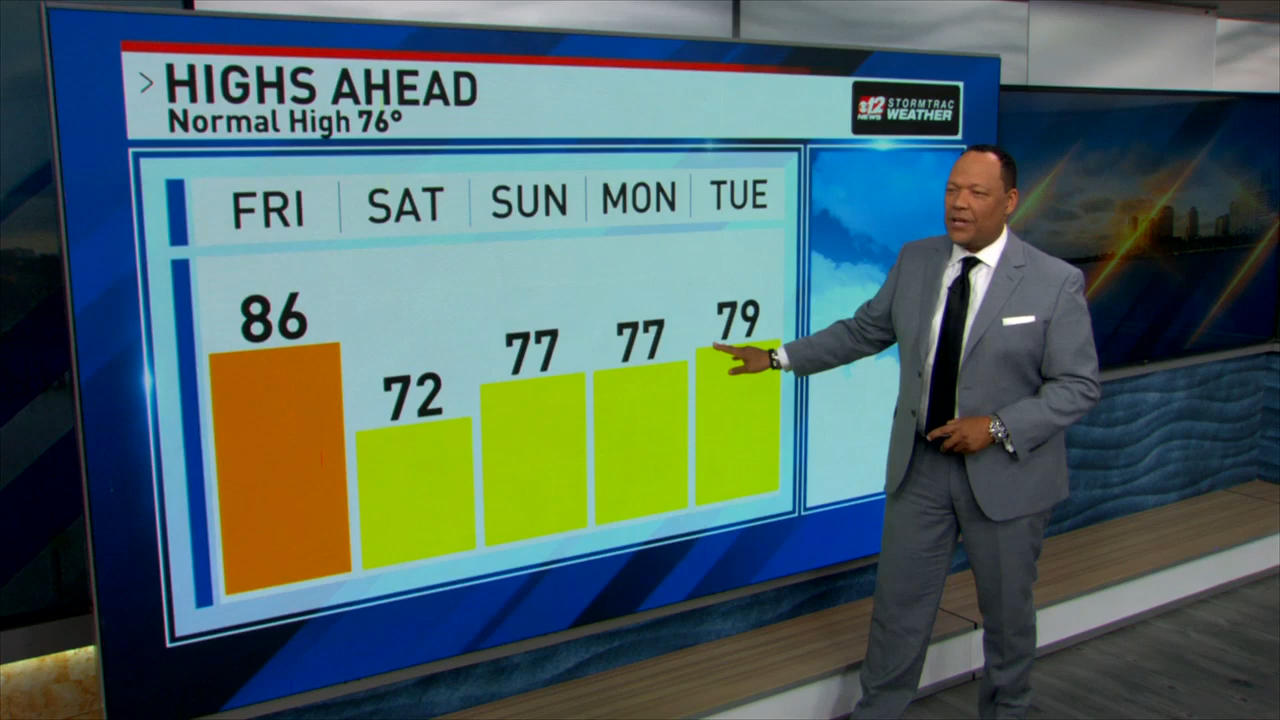 > HIGHS AHEAD
Normal High 76°
12 NEWS STORMTRAC WEATHER
FRI SAT SUN MON TUE
86 72 77 77 79